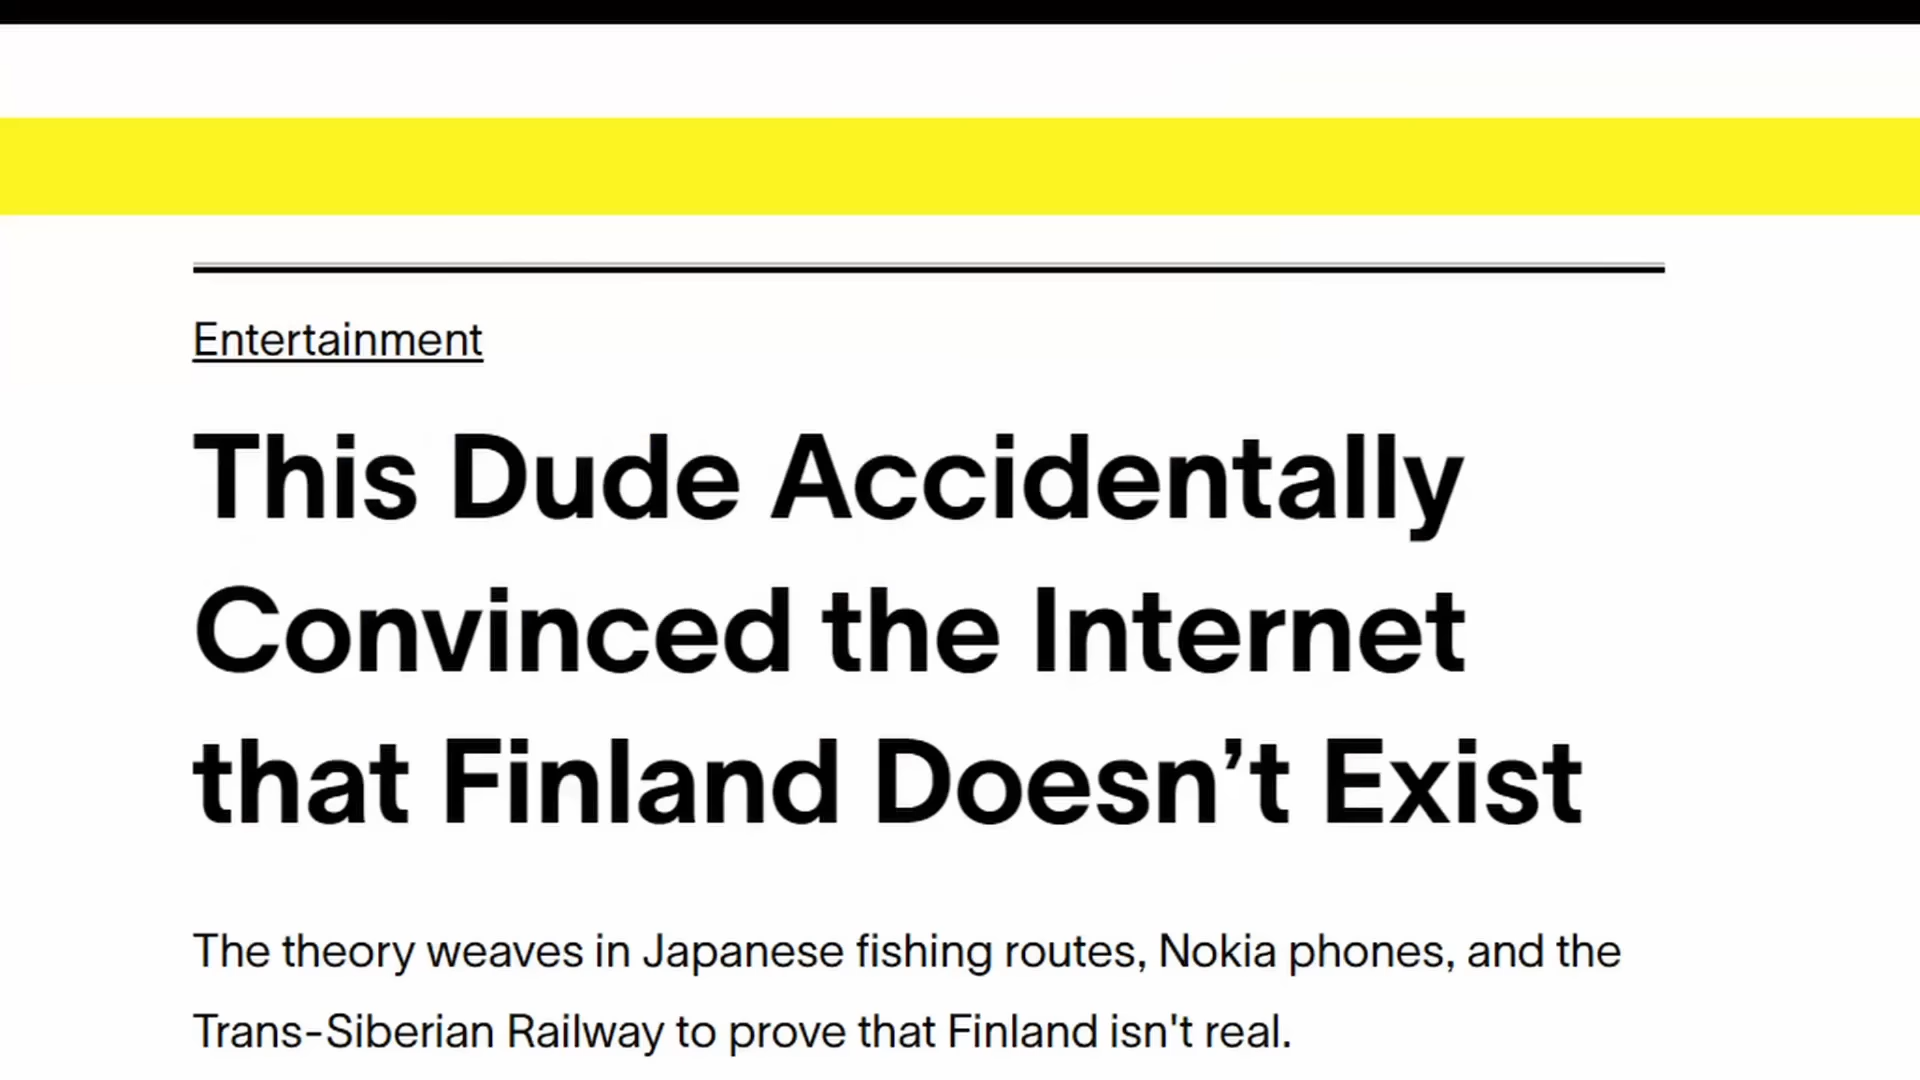 Entertainment
This Dude Accidentally
Convinced the Internet
that Finland Doesn’t Exist
The theory weaves in Japanese fishing routes, Nokia phones, and the
Trans-Siberian Railway to prove that Finland isn't real.